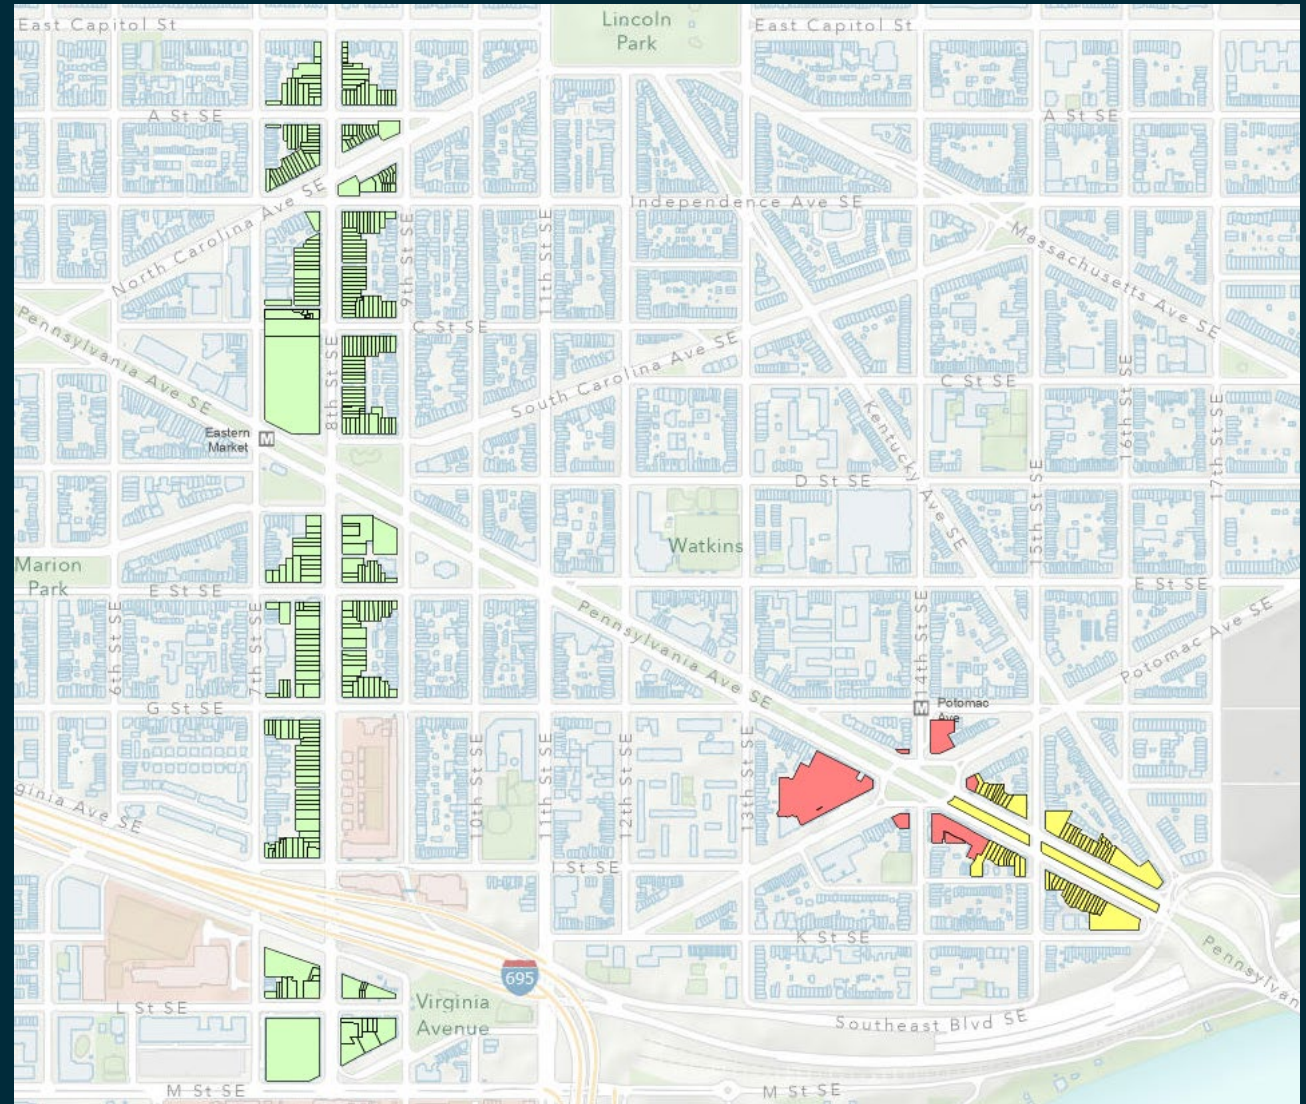 East Capitol St
Lincoln
Park
East Capitol St
A St SE
A St SE
Independence Ave SE
North Carolina Ave SE
9th St SE
11th St SE
Massachusetts Ave SE
Pennsylvania Ave SE
C St SE
8th St SE
South Carolina Ave SE
C St SE
16th St SE
17th St SE
Kentucky Ave SE
Eastern
Market
M
D St SE
15th St SE
Watkins
Marion
Park
E St SE
E St SE
6th St SE
7th St SE
Pennsylvania Ave SE
14th St SE
Potomac Ave SE
G St SE
M
Potomac
Ave
10th St SE
11th St SE
12th St SE
13th St SE
ginia Ave SE
I St SE
K St SE
Pennsylvan
695
L St SE
Virginia
Avenue
Southeast Blvd SE
M St SE
M St SE